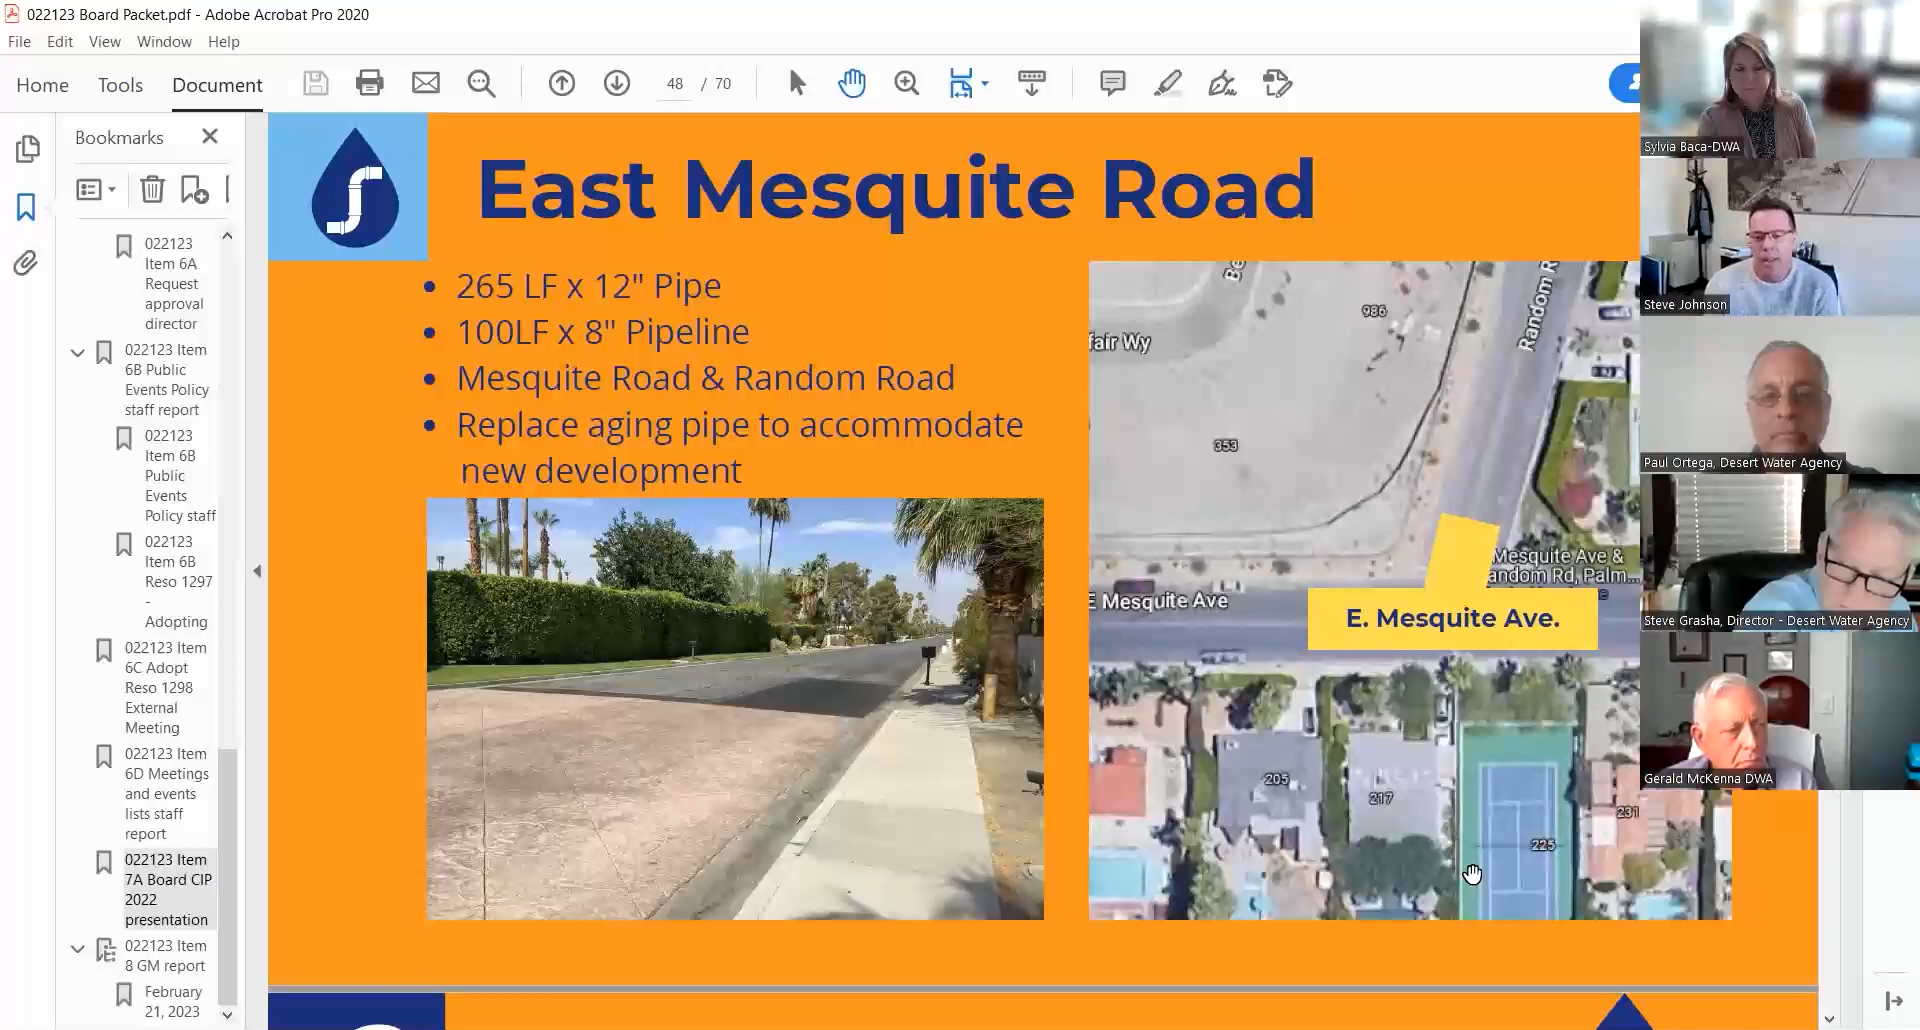 022123 Board Packet.pdf - Adobe Acrobat Pro 2020
File Edit View Window Help
Home Tools Document
48 / 70
Bookmarks
022123
Item 6A
Request
approval
director
022123 Item
6B Public
Events Policy
staff report
022123
Item 6B
Public
Events
Policy staff
022123
Item 6B
Reso 1297
-
Adopting
022123 Item
6C Adopt
Reso 1298
External
Meeting
022123 Item
6D Meetings
and events
lists staff
report
022123 Item
7A Board CIP
2022
presentation
022123 Item
8 GM report
February
21, 2023
East Mesquite Road
• 265 LF x 12" Pipe
• 100LF x 8" Pipeline
• Mesquite Road & Random Road
• Replace aging pipe to accommodate
new development
Be
986
Random R
fair Wy
353
Mesquite Ave &
andom Rd, Palm...
E Mesquite Ave
E. Mesquite Ave.
205
217
225
231
Sylvia Baca-DWA
Steve Johnson
Paul Ortega, Desert Water Agency
Steve Grasha, Director - Desert Water Agency
Gerald McKenna DWA